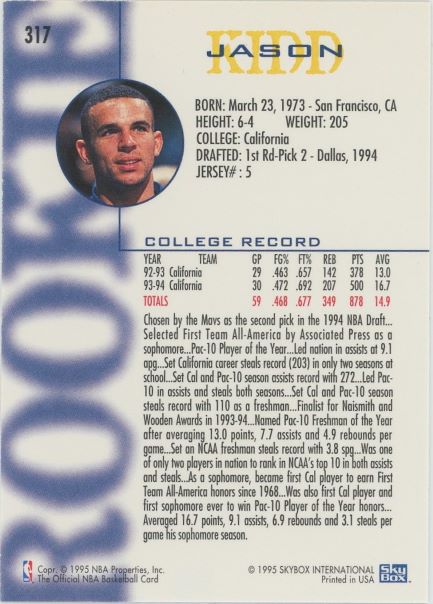 317
JASON
KIDD
BORN: March 23, 1973 - San Francisco, CA
HEIGHT: 6-4 WEIGHT: 205
COLLEGE: California
DRAFTED: 1st Rd-Pick 2 - Dallas, 1994
JERSEY# : 5
ROOKIE
COLLEGE RECORD
YEAR TEAM GP FG% FT% REB PTS AVG
92-93 California 29 .463 .657 142 378 13.0
93-94 California 30 .472 .692 207 500 16.7
TOTALS 59 .468 .677 349 878 14.9
Chosen by the Mavs as the second pick in the 1994 NBA Draft...
Selected First Team All-America by Associated Press as a
sophomore...Pac-10 Player of the Year...Led nation in assists at 9.1
apg...Set California career steals record (203) in only two seasons at
school...Set Cal and Pac-10 season assists record with 272...Led Pac-
10 in assists and steals both seasons...Set Cal and Pac-10 season
steals record with 110 as a freshman...Finalist for Naismith and
Wooden Awards in 1993-94...Named Pac-10 Freshman of the Year
after averaging 13.0 points, 7.7 assists and 4.9 rebounds per
game...Set an NCAA freshman steals record with 3.8 spg...Was one
of only two players in nation to rank in NCAA's top 10 in both assists
and steals...As a sophomore, became first Cal player to earn First
Team All-America honors since 1968...Was also first Cal player and
first sophomore ever to win Pac-10 Player of the Year honors...
Averaged 16.7 points, 9.1 assists, 6.9 rebounds and 3.1 steals per
game his sophomore season.
Copr. © 1995 NBA Properties, Inc.
The Official NBA Basketball Card
© 1995 SKYBOX INTERNATIONAL
Printed in USA
SkyBox